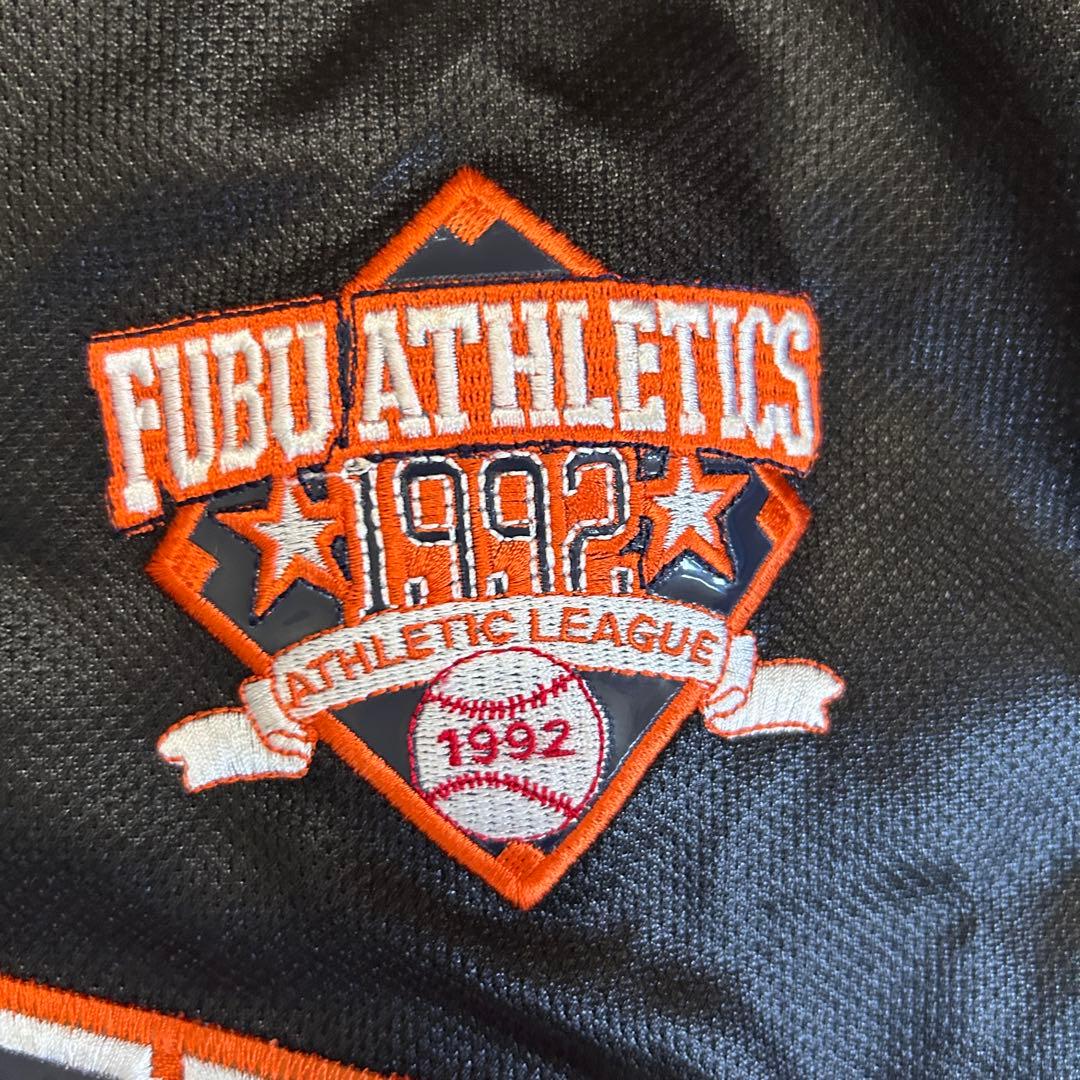 FUBU ATHLETICS
1992
ATHLETIC LEAGUE
1992